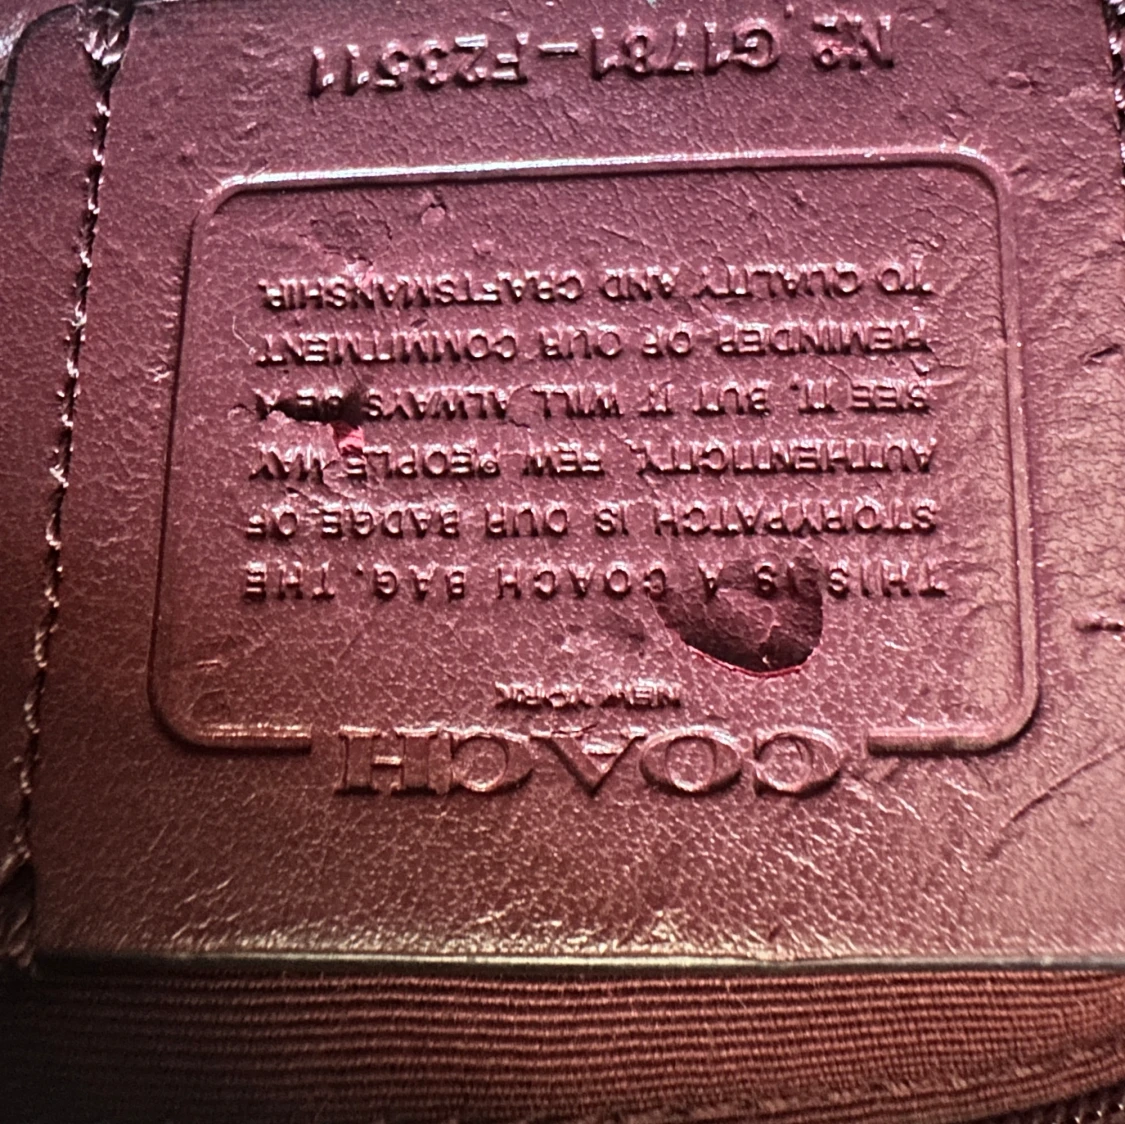 COACH
NEW YORK
THIS IS A COACH BAG. THE
STORYPATCH IS OUR BADGE OF
AUTHENTICITY. FEW PEOPLE MAY
SEE IT, BUT IT WILL ALWAYS BE A
REMINDER OF OUR COMMITMENT
TO QUALITY AND CRAFTSMANSHIP.
Nº G1781-F23511